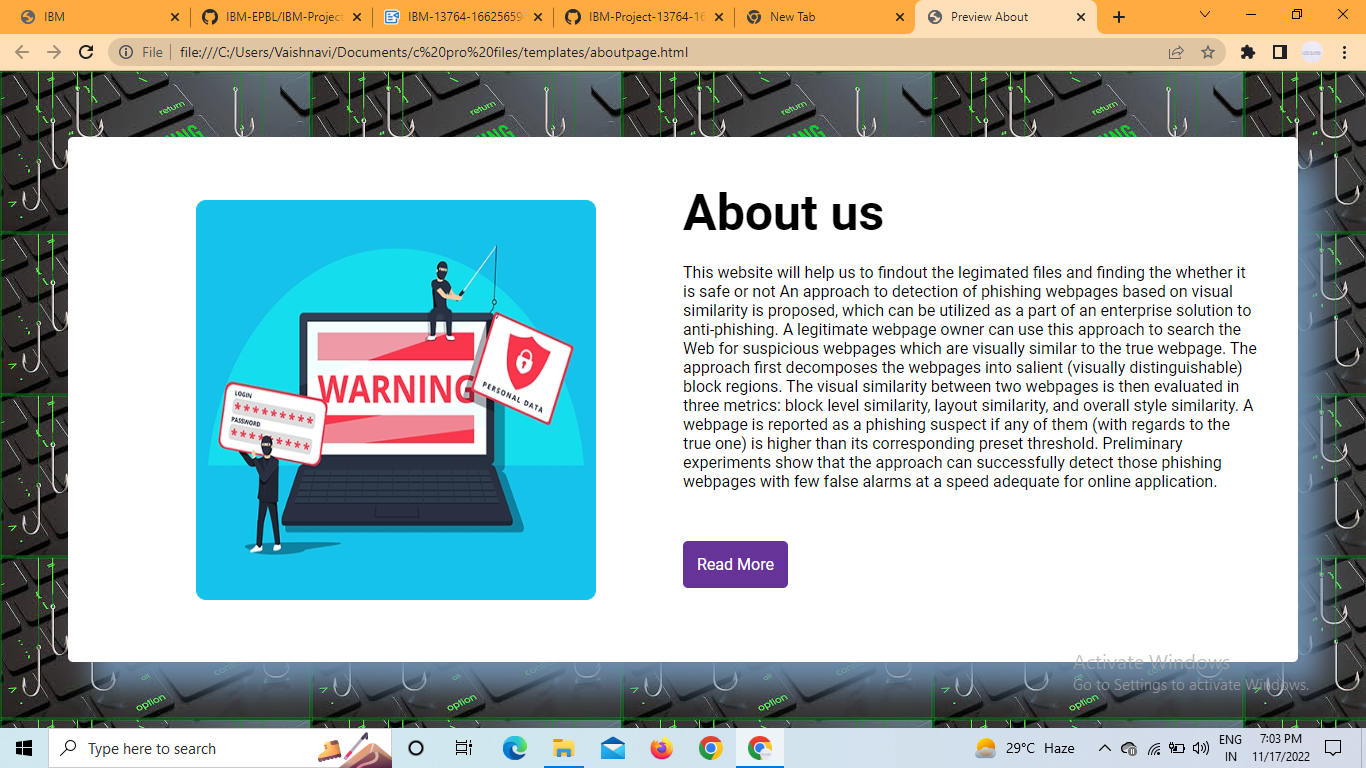 IBM
IBM-EPBL/IBM-Project
IBM-13764-16625659
IBM-Project-13764-16
New Tab
Preview About
File
file:///C:/Users/Vaishnavi/Documents/c%20pro%20files/templates/aboutpage.html
return
return
return
return
About us
This website will help us to findout the legimated files and finding the whether it
is safe or not An approach to detection of phishing webpages based on visual
similarity is proposed, which can be utilized as a part of an enterprise solution to
anti-phishing. A legitimate webpage owner can use this approach to search the
Web for suspicious webpages which are visually similar to the true webpage. The
approach first decomposes the webpages into salient (visually distinguishable)
block regions. The visual similarity between two webpages is then evaluated in
three metrics: block level similarity, layout similarity, and overall style similarity. A
webpage is reported as a phishing suspect if any of them (with regards to the
true one) is higher than its corresponding preset threshold. Preliminary
experiments show that the approach can successfully detect those phishing
webpages with few false alarms at a speed adequate for online application.
WARNING
PERSONAL DATA
LOGIN
*********
PASSWORD
*********
Read More
Activate Windows
Go to Settings to activate Windows.
option
option
option
option
Type here to search
29°C Haze
ENG
IN
7:03 PM
11/17/2022